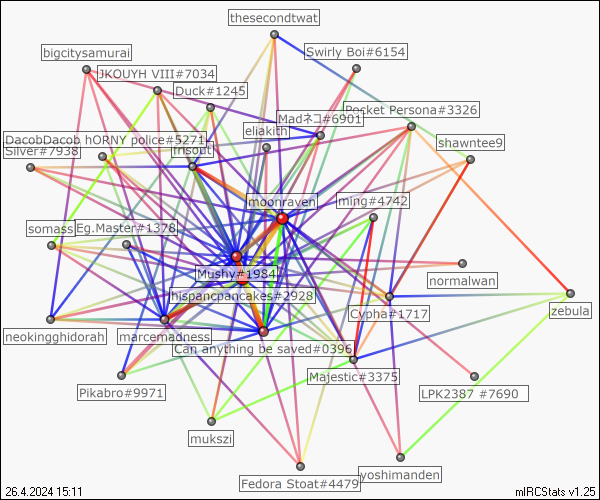 thesecondtwat
Swirly Boi#6154
bigcitysamurai
JKOUYH VIII#7034
Duck#1245
Pocket Persona#3326
Madネコ#6901
eliakith
DacobDacob hORNY police#5271
shawntee9
Silver#7938
frisout
moonraven
ming#4742
somass
Eg.Master#1378
Mushy#1984
normalwan
hispancpancakes#2928
zebula
Cypha#1717
neokingghidorah
marcemadness
Can anything be saved#0396
Majestic#3375
Pikabro#9971
LPK2387 #7690
mukszi
yoshimanden
Fedora Stoat#4479
26.4.2024 15:11
mIRCStats v1.25